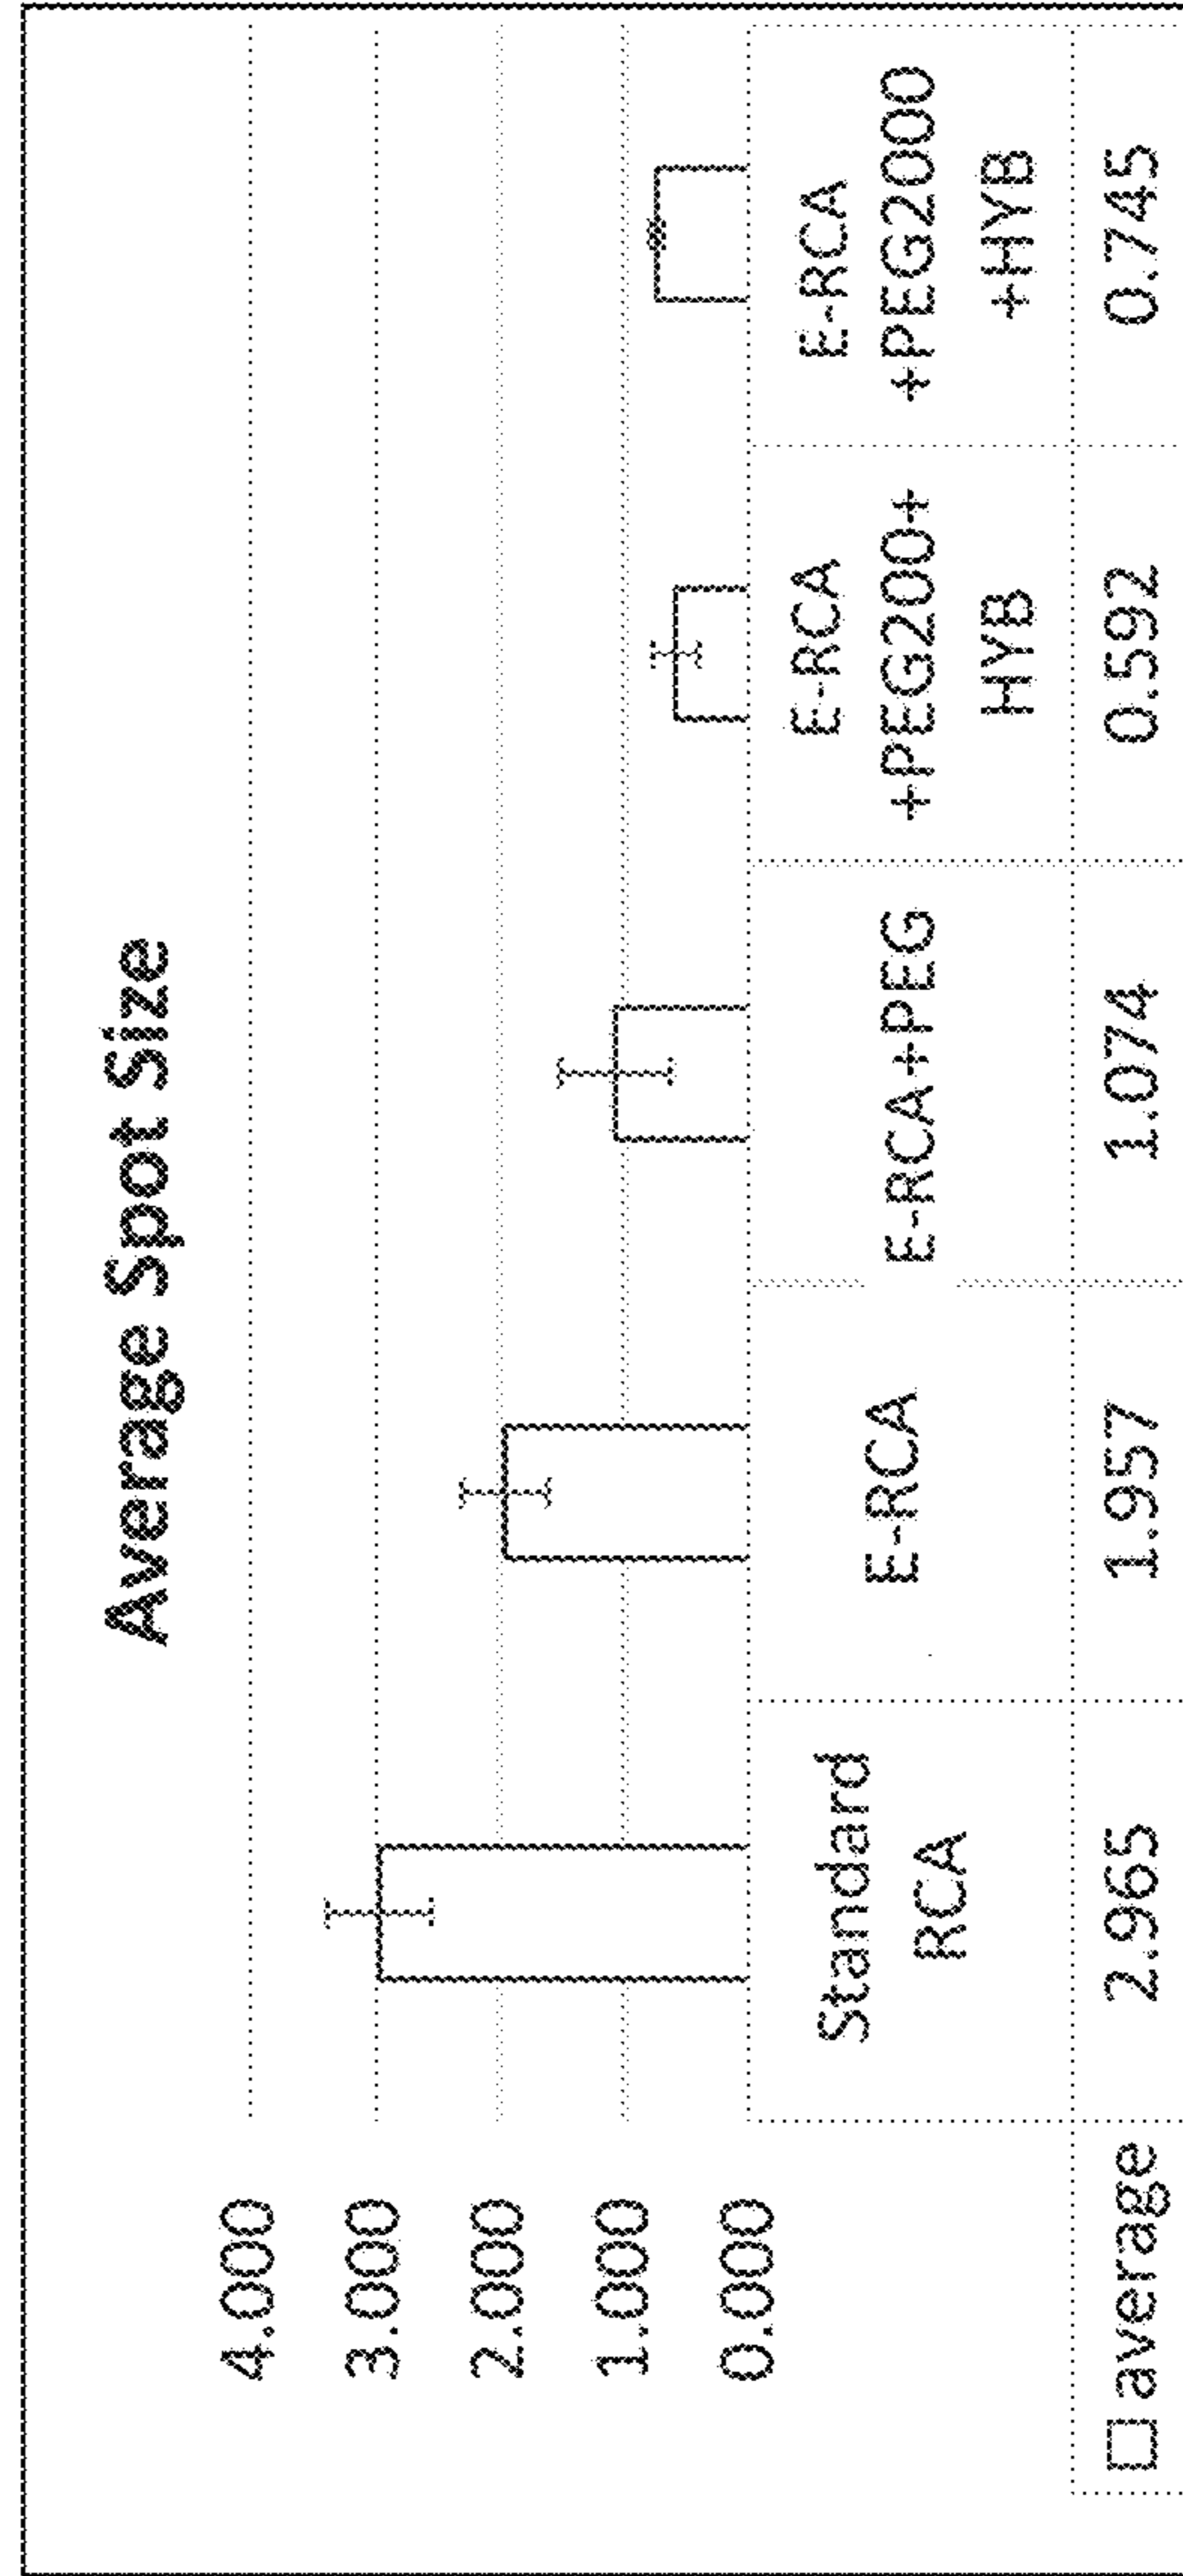 Average Spot Size
4.000
3.000
2.000
1.000
0.000
Standard
RCA
E-RCA
E-RCA+PEG
E-RCA
+PEG200+
HYB
E-RCA
+PEG2000
+HYB
average 2.965 1.957 1.074 0.592 0.745